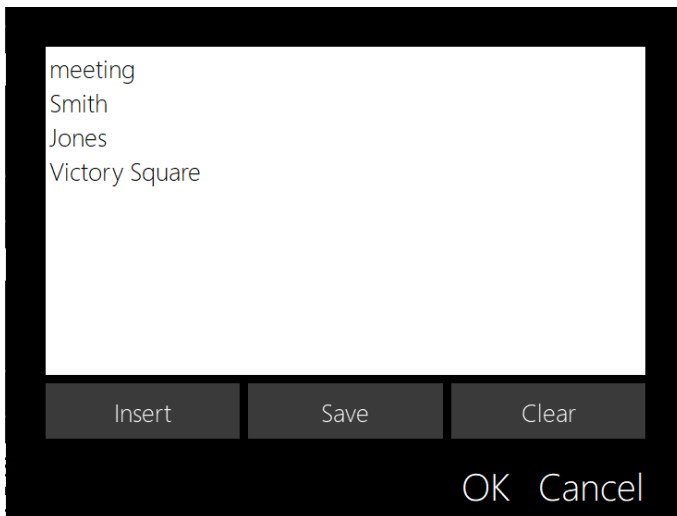 meeting
Smith
Jones
Victory Square
Insert Save Clear
OK Cancel